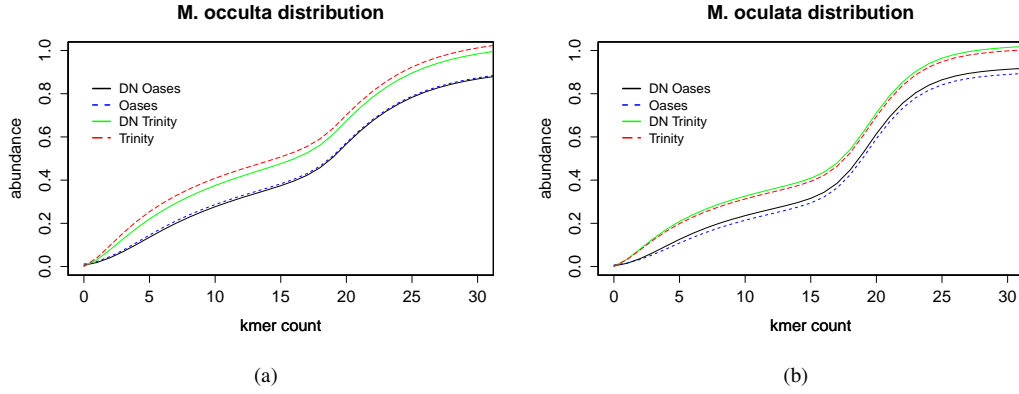 M. occulta distribution
abundance
1.0
0.8
0.6
0.4
0.2
0.0
DN Oases
Oases
DN Trinity
Trinity
0 5 10 15 20 25 30
kmer count
(a)
M. oculata distribution
abundance
1.0
0.8
0.6
0.4
0.2
0.0
DN Oases
Oases
DN Trinity
Trinity
0 5 10 15 20 25 30
kmer count
(b)